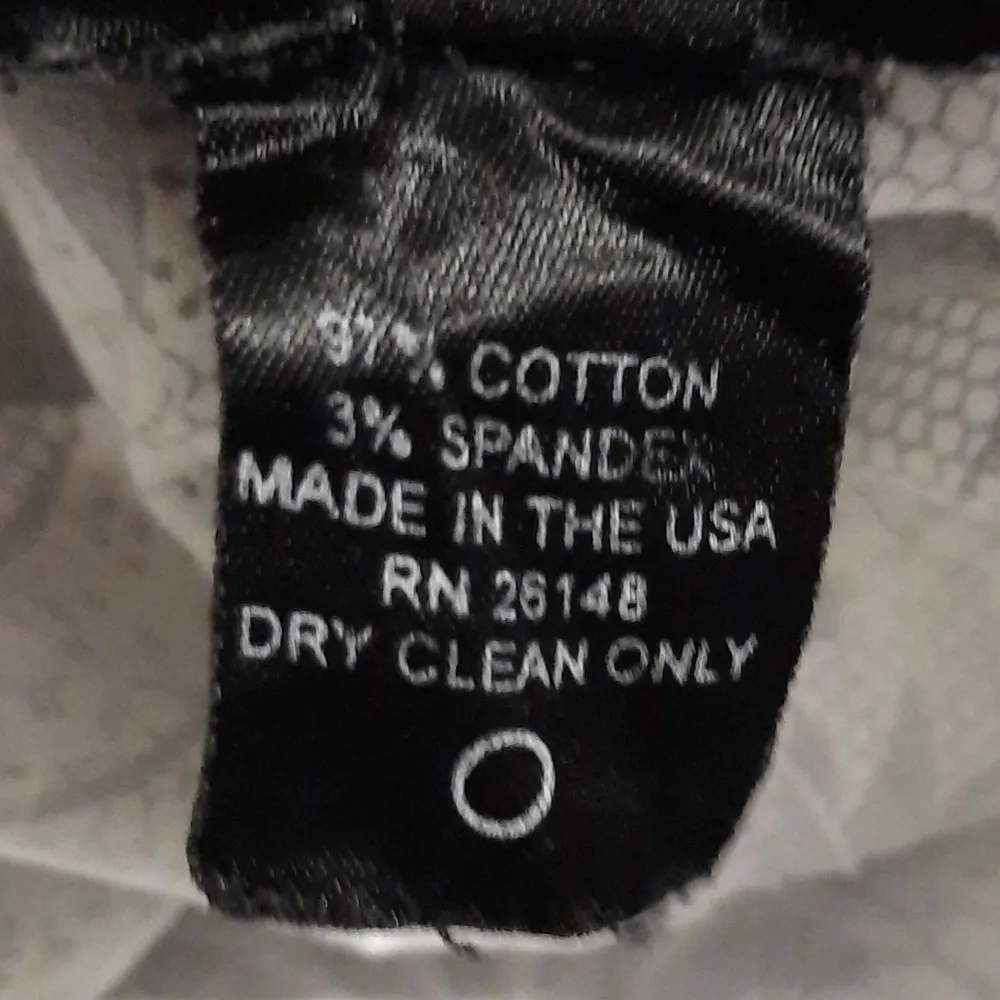 97% COTTON
3% SPANDEX
MADE IN THE USA
RN 26148
DRY CLEAN ONLY